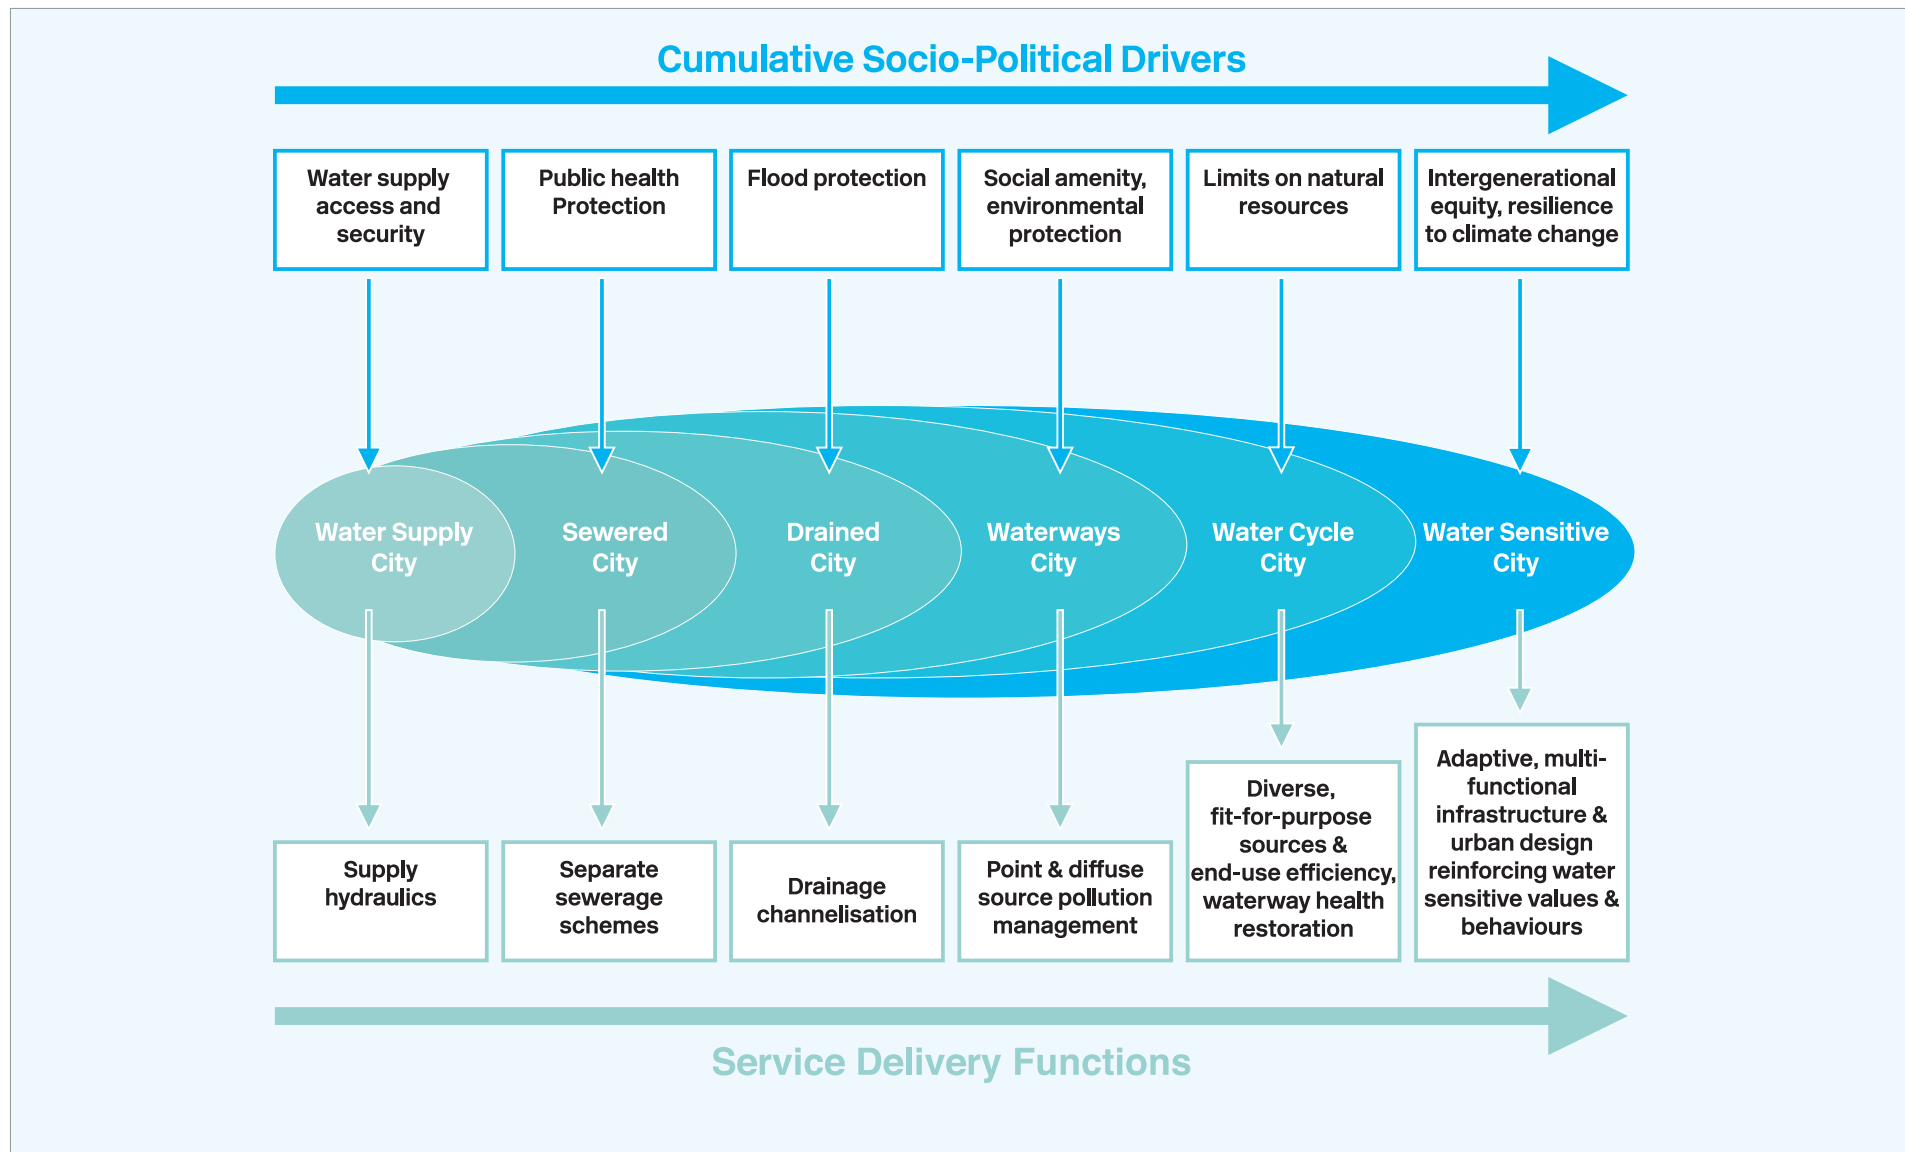 Cumulative Socio-Political Drivers
Water supply
access and
security
Public health
Protection
Flood protection
Social amenity,
environmental
protection
Limits on natural
resources
Intergenerational
equity, resilience
to climate change
Water Supply
City
Sewered
City
Drained
City
Waterways
City
Water Cycle
City
Water Sensitive
City
Supply
hydraulics
Separate
sewerage
schemes
Drainage
channelisation
Point & diffuse
source pollution
management
Diverse,
fit-for-purpose
sources &
end-use efficiency,
waterway health
restoration
Adaptive, multi-
functional
infrastructure &
urban design
reinforcing water
sensitive values &
behaviours
Service Delivery Functions